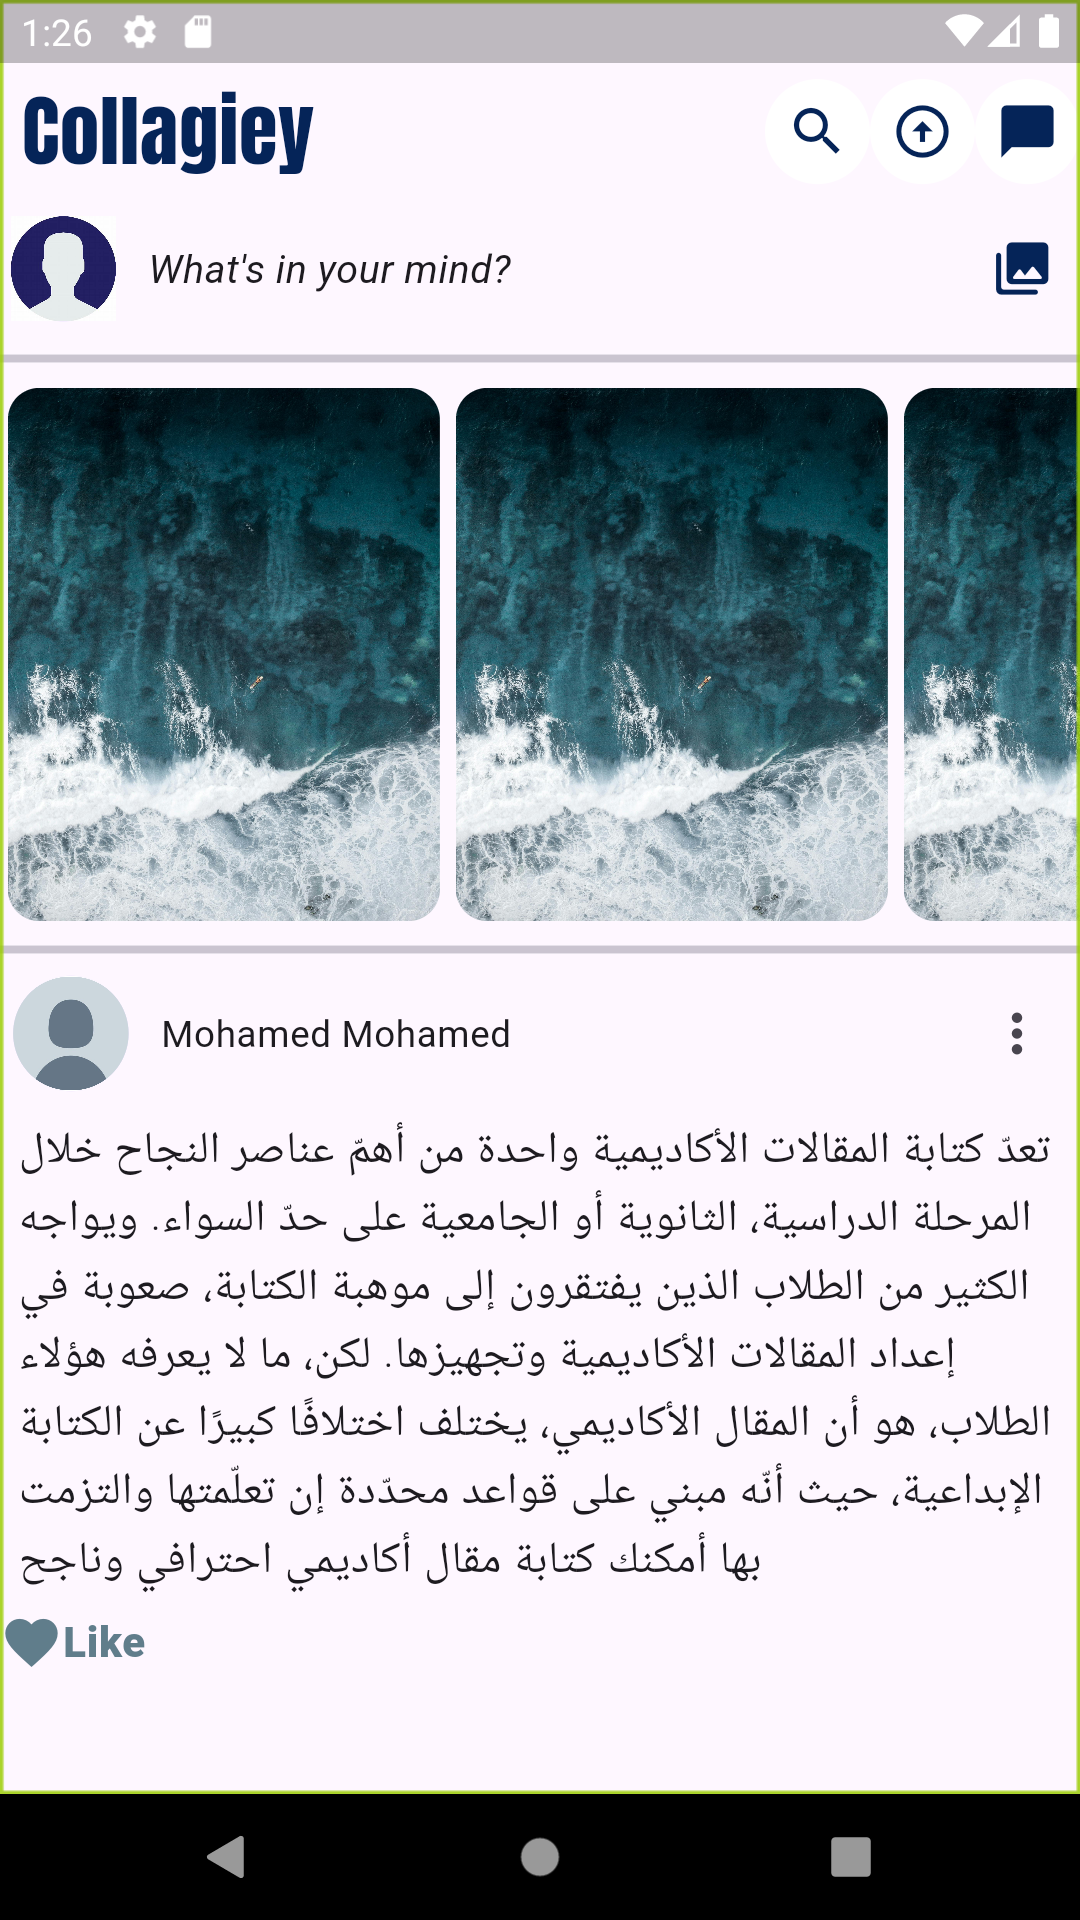 1:26
Collagiey
What's in your mind?
Mohamed Mohamed
تعدّ كتابة المقالات الأكاديمية واحدة من أهمّ عناصر النجاح خلال
المرحلة الدراسية، الثانوية أو الجامعية على حدّ السواء. ويواجه
الكثير من الطلاب الذين يفتقرون إلى موهبة الكتابة، صعوبة في
إعداد المقالات الأكاديمية وتجهيزها. لكن، ما لا يعرفه هؤلاء
الطلاب، هو أن المقال الأكاديمي، يختلف اختلافًا كبيرًا عن الكتابة
الإبداعية، حيث أنّه مبني على قواعد محدّدة إن تعلّمتها والتزمت
بها أمكنك كتابة مقال أكاديمي احترافي وناجح
Like